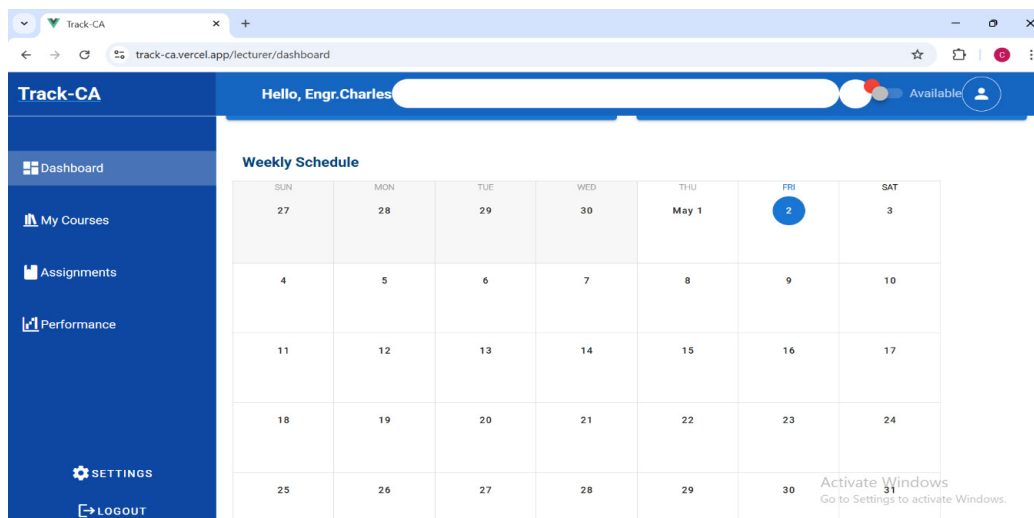 Track-CA
track-ca.vercel.app/lecturer/dashboard
C
Track-CA
Hello, Engr.Charles
Available
Dashboard
My Courses
Assignments
Performance
SETTINGS
LOGOUT
Weekly Schedule
SUN MON TUE WED THU FRI SAT
27 28 29 30 May 1 2 3
4 5 6 7 8 9 10
11 12 13 14 15 16 17
18 19 20 21 22 23 24
25 26 27 28 29 30 31
Activate Windows
Go to Settings to activate Windows.